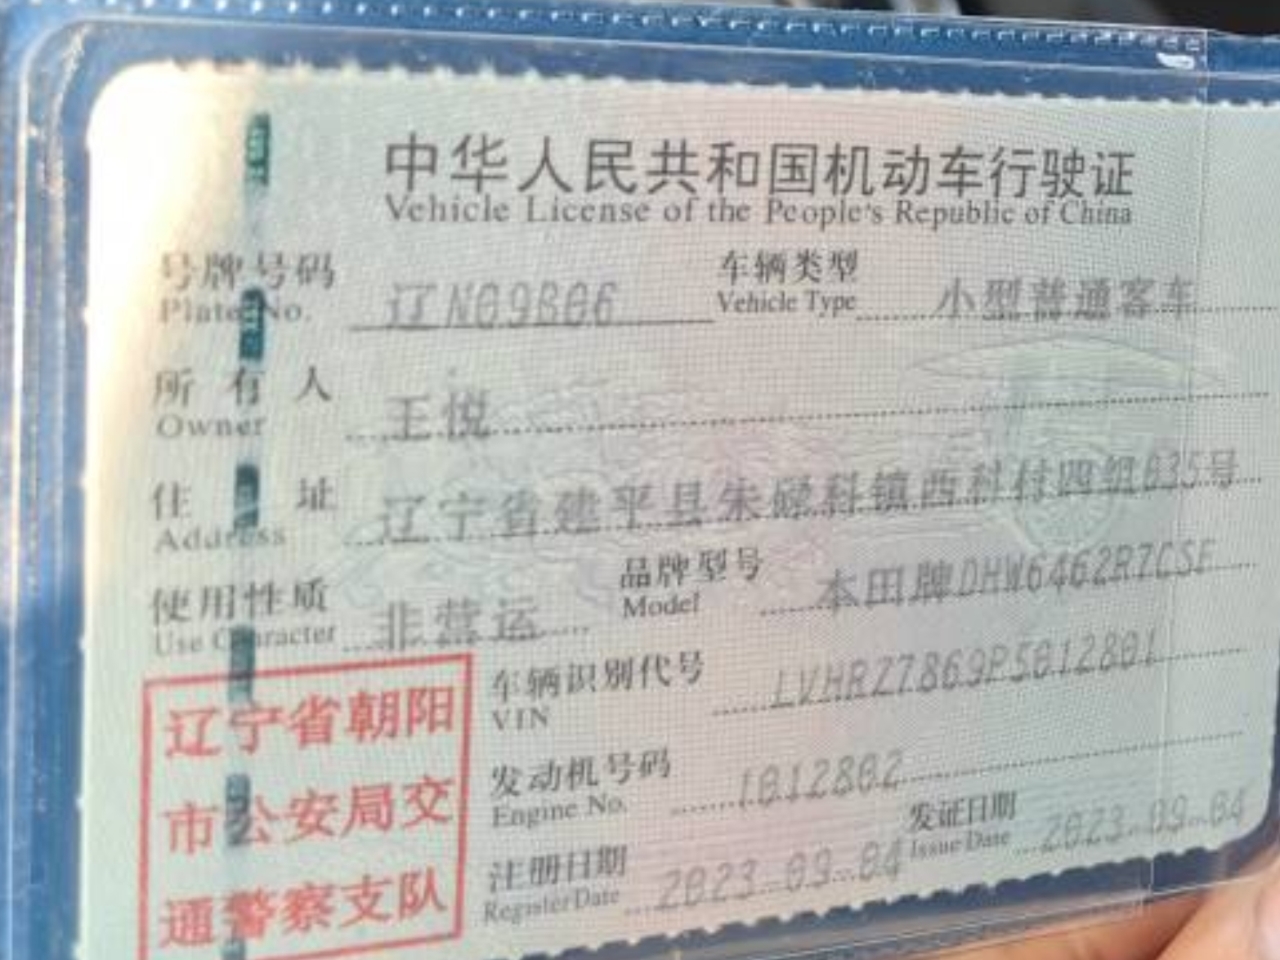 中华人民共和国机动车行驶证
Vehicle License of the People's Republic of China
号牌号码 辽N09B06 车辆类型 小型普通客车
Plate No. Vehicle Type
所有人 王悦
Owner
住址 辽宁省建平县朱碌科镇西科村四组035号
Address
使用性质 非营运 品牌型号 本田牌DHW6462R7CSE
Use Character Model
车辆识别代号 LVHRZ7869P5012801
VIN
发动机号码 1012802
Engine No.
注册日期 2023.09.04 发证日期 2023.09.04
Register Date Issue Date
辽宁省朝阳
市公安局交
通警察支队